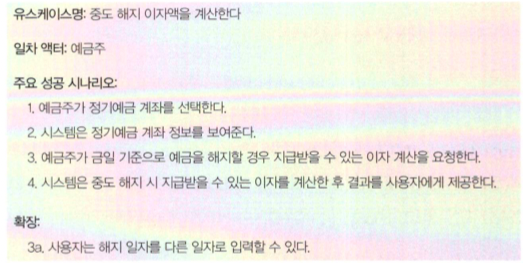 유스케이스명: 중도 해지 이자액을 계산한다
일차 액터: 예금주
주요 성공 시나리오:
1. 예금주가 정기예금 계좌를 선택한다.
2. 시스템은 정기예금 계좌 정보를 보여준다.
3. 예금주가 금일 기준으로 예금을 해지할 경우 지급받을 수 있는 이자 계산을 요청한다.
4. 시스템은 중도 해지 시 지급받을 수 있는 이자를 계산한 후 결과를 사용자에게 제공한다.
확장:
3a. 사용자는 해지 일자를 다른 일자로 입력할 수 있다.